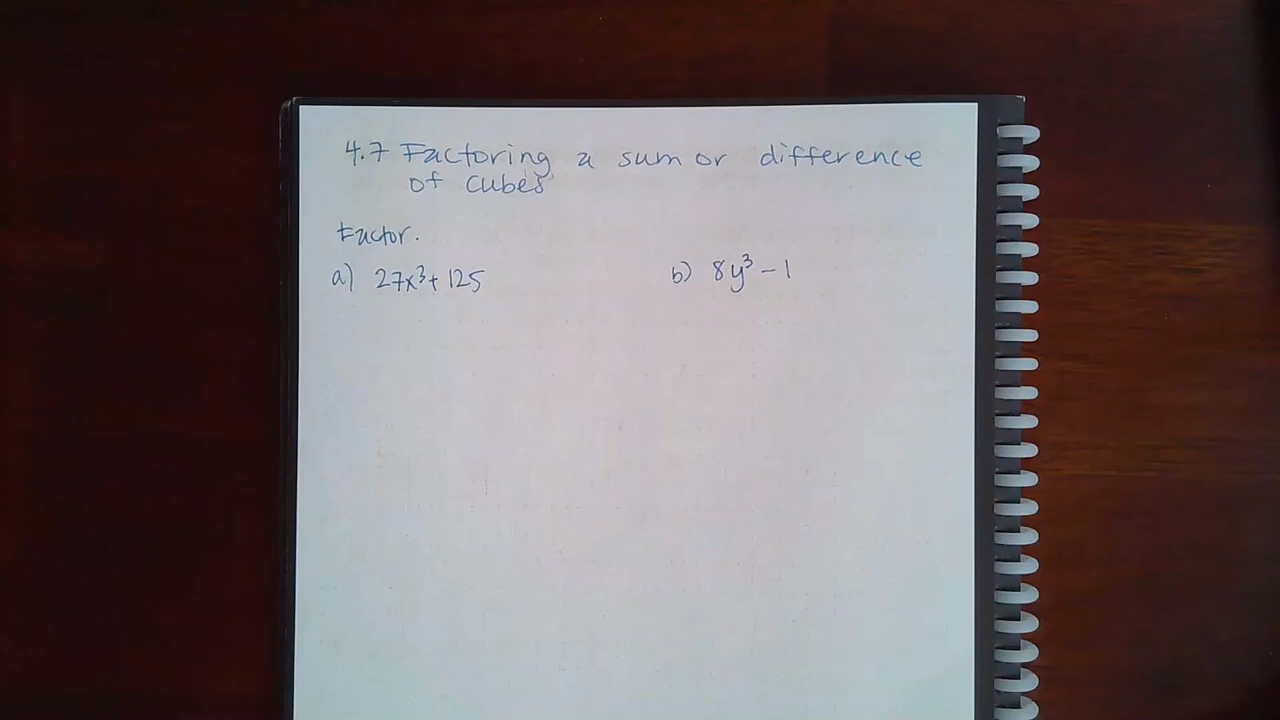 4.7 Factoring a sum or difference
of cubes
Factor.
a) 27x³+125
b) 8y³-1